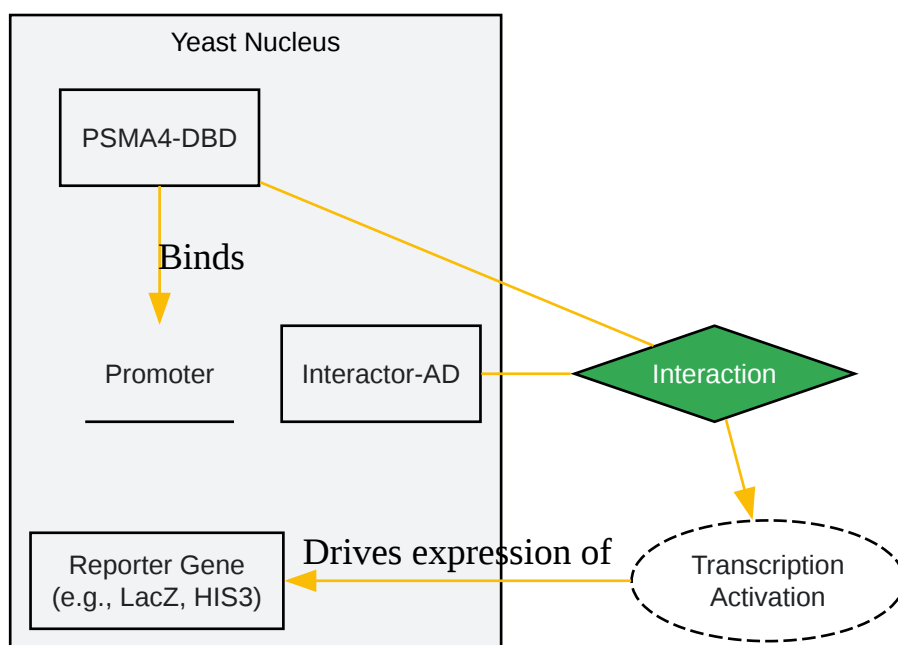 Yeast Nucleus
PSMA4-DBD
Binds
Promoter
Interactor-AD
Interaction
Drives expression of
Reporter Gene
(e.g., LacZ, HIS3)
Transcription
Activation